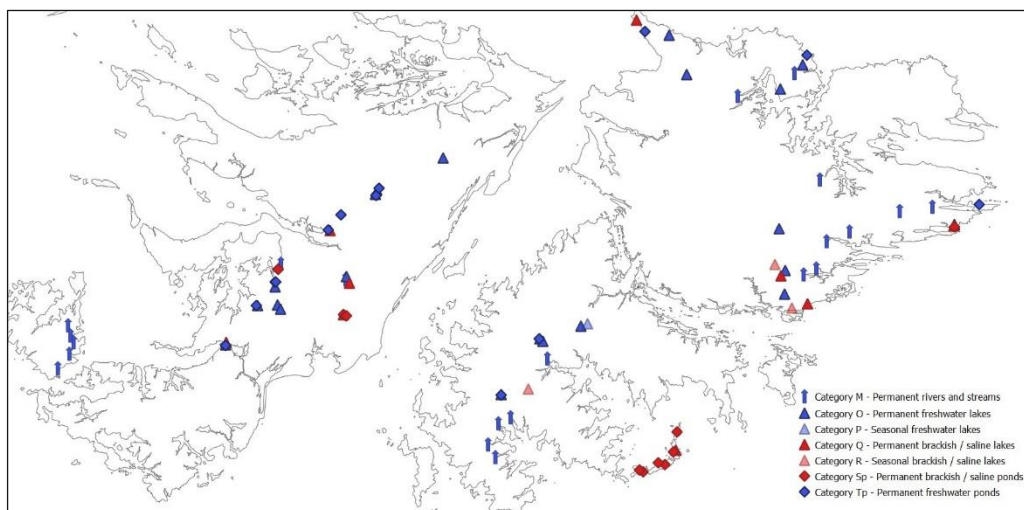 Category M - Permanent rivers and streams
Category O - Permanent freshwater lakes
Category P - Seasonal freshwater lakes
Category Q - Permanent brackish / saline lakes
Category R - Seasonal brackish / saline lakes
Category Sp - Permanent brackish / saline ponds
Category Tp - Permanent freshwater ponds